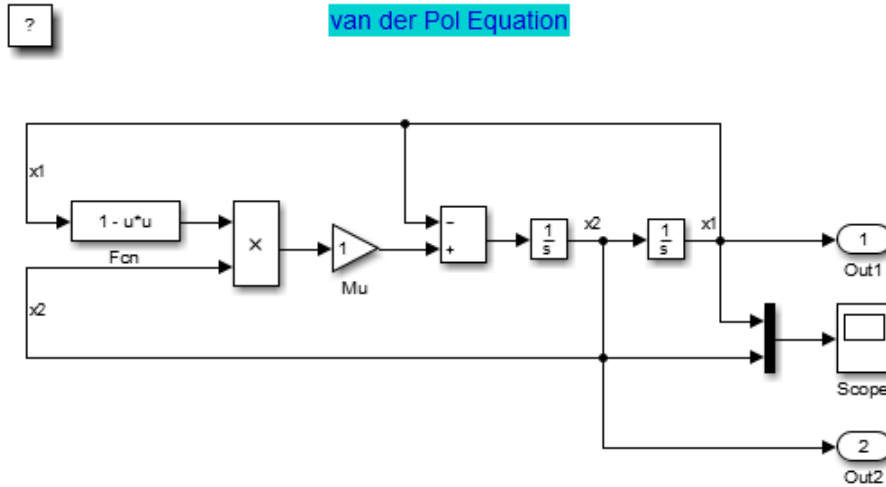 ?
van der Pol Equation
x1
1 - u*u
Fcn
×
1
Mu
−
+
1
s
x2
1
s
x1
1
Out1
x2
Scope
2
Out2